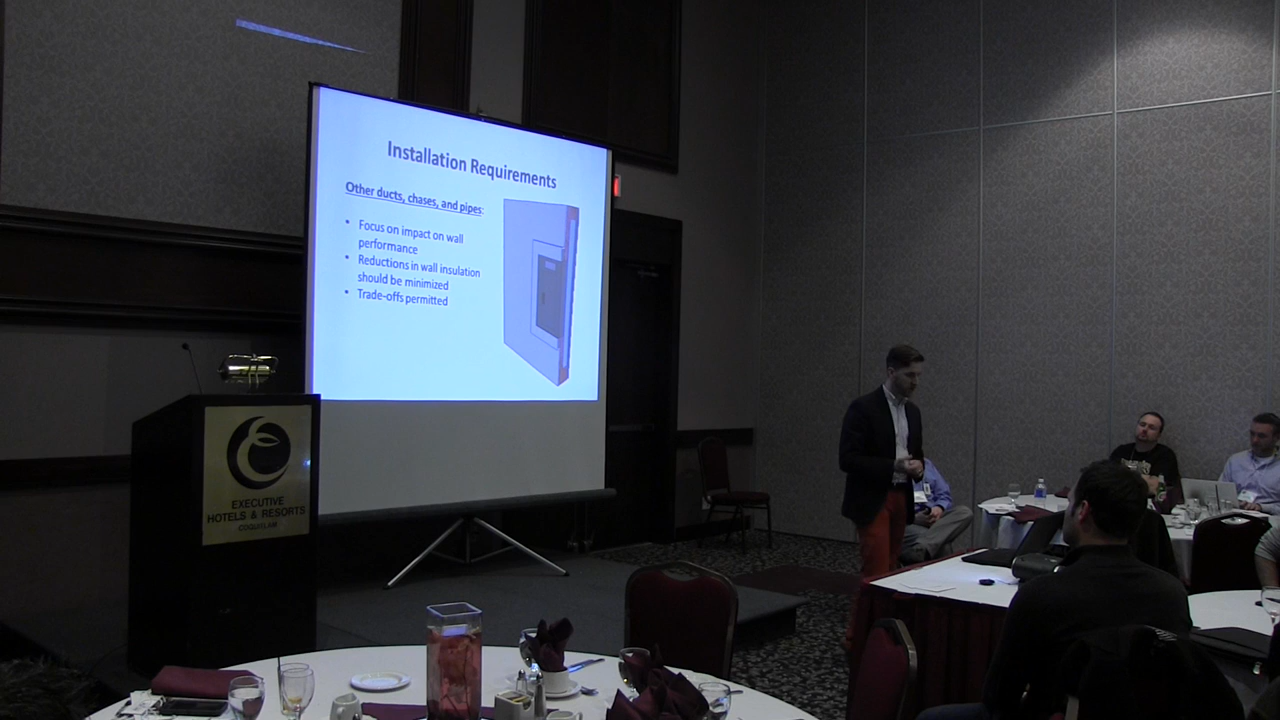 Installation Requirements
Other ducts, chases, and pipes:
• Focus on impact on wall
performance
• Reductions in wall insulation
should be minimized
• Trade-offs permitted
EXECUTIVE
HOTELS & RESORTS
COQUITLAM